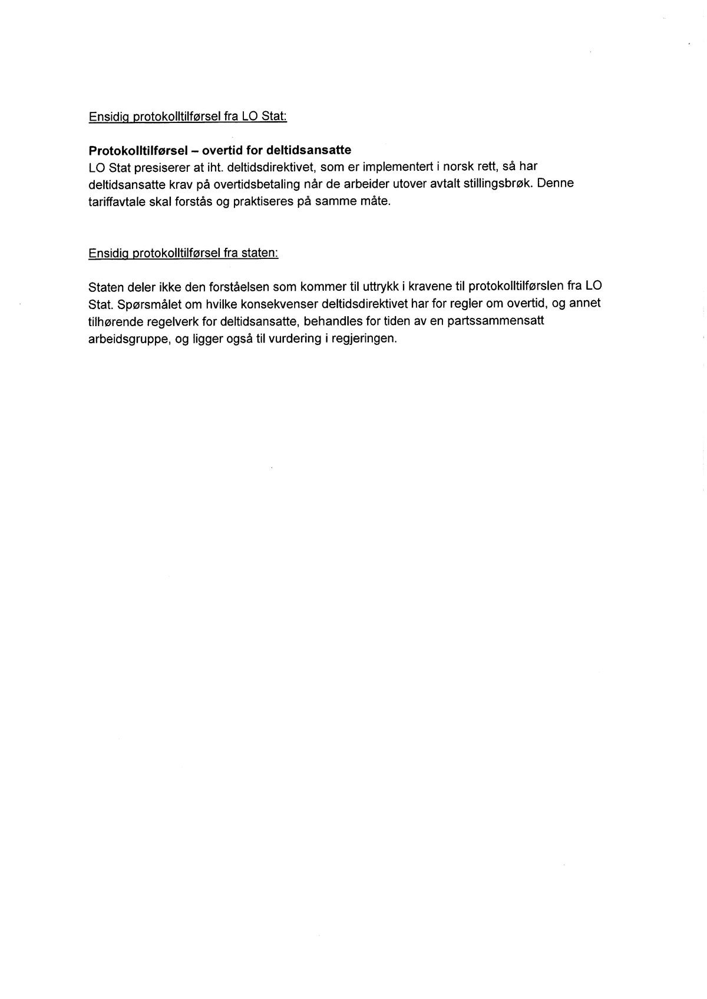 Ensidig protokolltilførsel fra LO Stat:
Protokolltilførsel – overtid for deltidsansatte
LO Stat presiserer at iht. deltidsdirektivet, som er implementert i norsk rett, så har
deltidsansatte krav på overtidsbetaling når de arbeider utover avtalt stillingsbrøk. Denne
tariffavtale skal forstås og praktiseres på samme måte.
Ensidig protokolltilførsel fra staten:
Staten deler ikke den forståelsen som kommer til uttrykk i kravene til protokolltilførslen fra LO
Stat. Spørsmålet om hvilke konsekvenser deltidsdirektivet har for regler om overtid, og annet
tilhørende regelverk for deltidsansatte, behandles for tiden av en partssammensatt
arbeidsgruppe, og ligger også til vurdering i regjeringen.